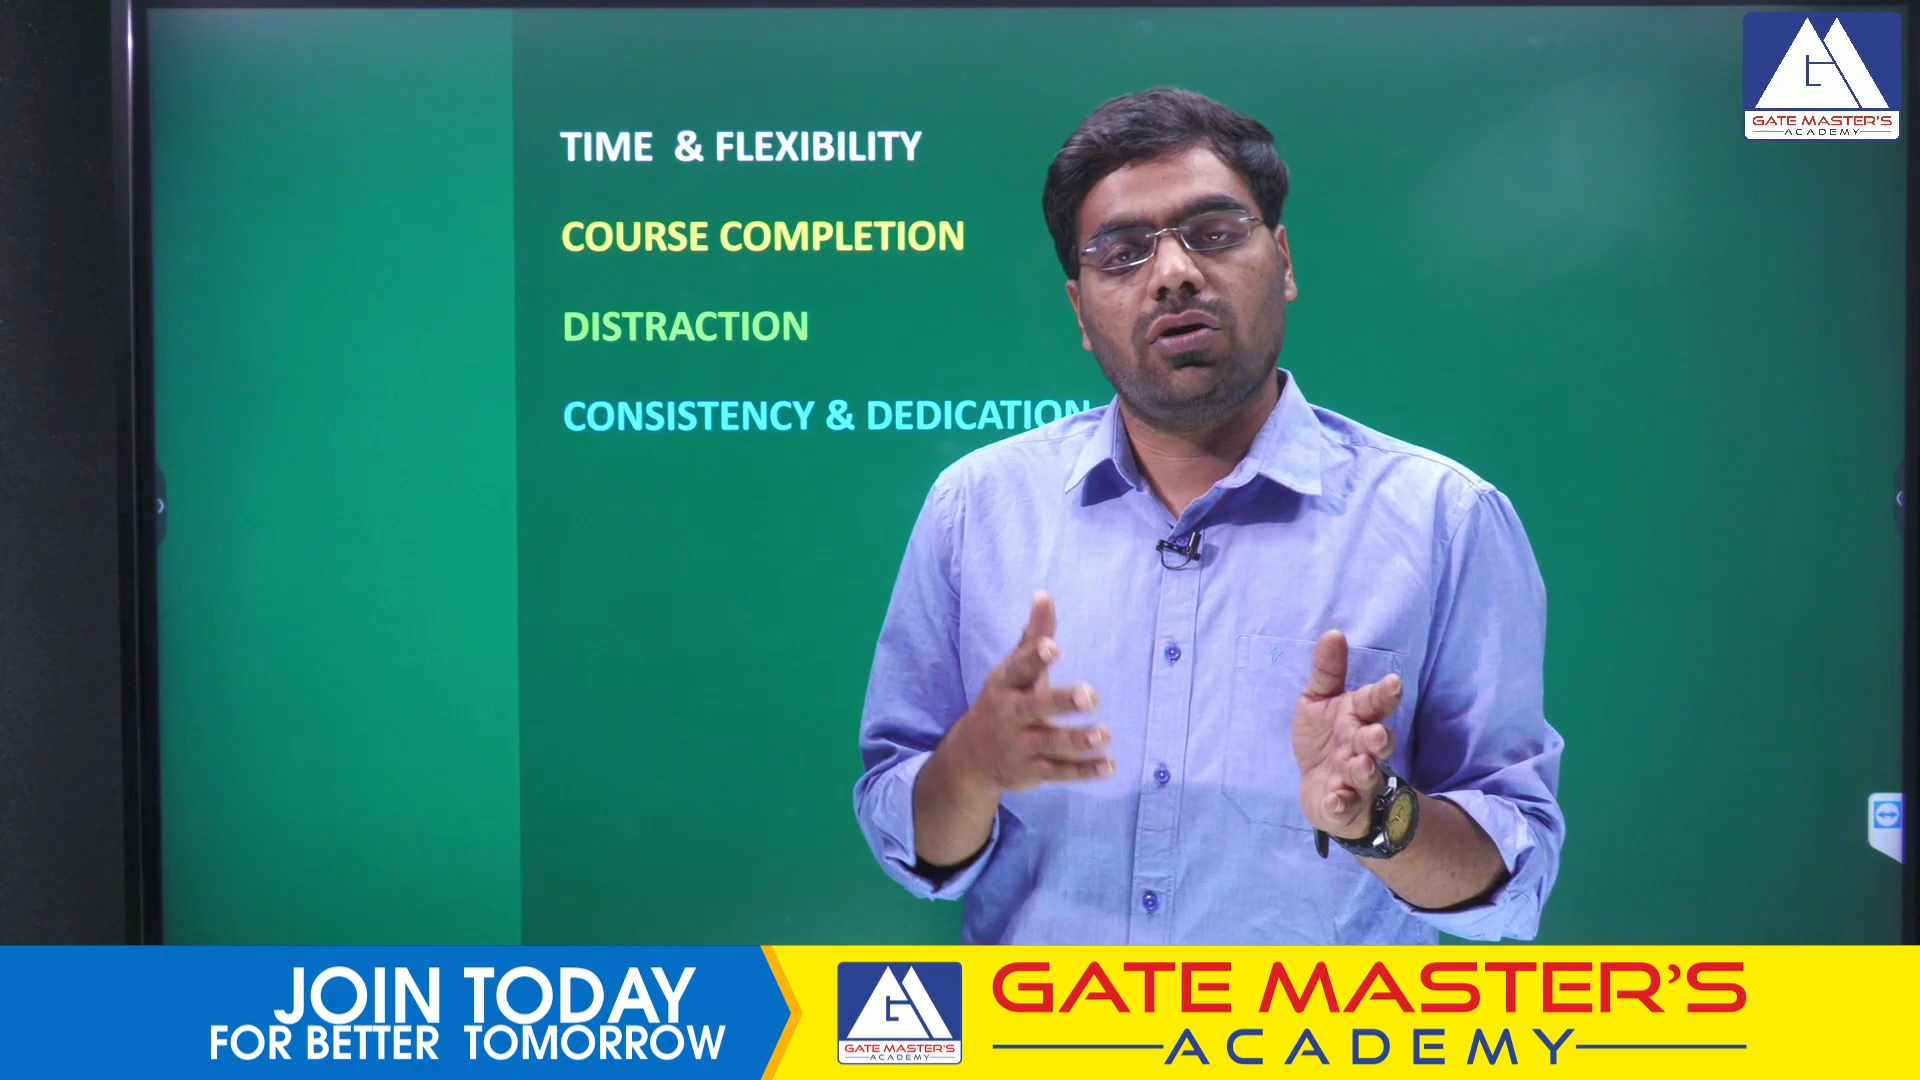 GATE MASTER'S
ACADEMY
TIME & FLEXIBILITY
COURSE COMPLETION
DISTRACTION
CONSISTENCY & DEDICATION
JOIN TODAY
FOR BETTER TOMORROW
GATE MASTER'S
ACADEMY
GATE MASTER'S
ACADEMY